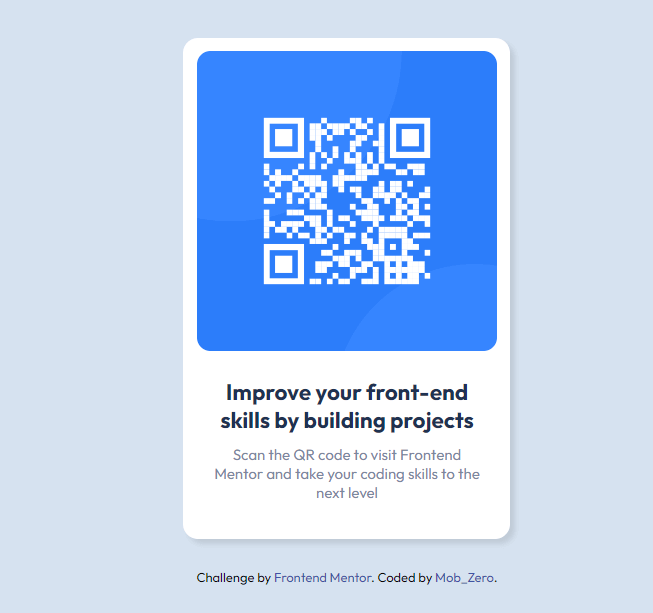 Improve your front-end
skills by building projects
Scan the QR code to visit Frontend
Mentor and take your coding skills to the
next level
Challenge by Frontend Mentor. Coded by Mob_Zero.